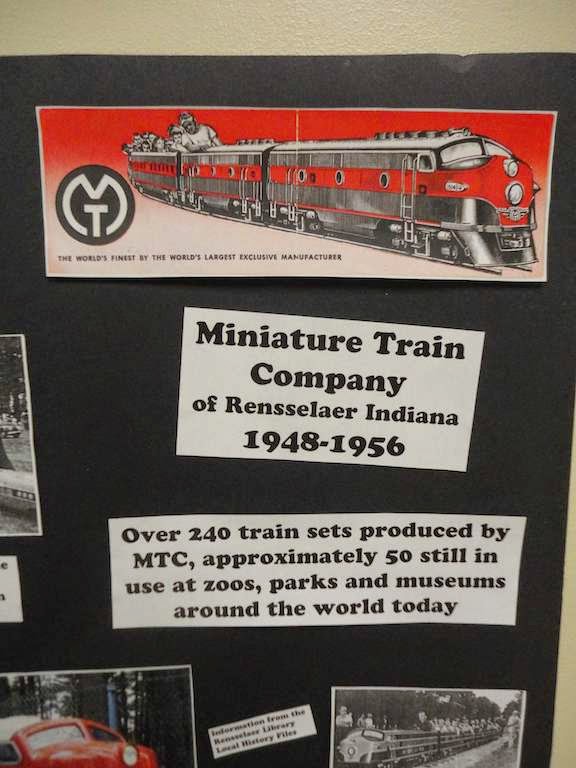 MTC
THE WORLD'S FINEST BY THE WORLD'S LARGEST EXCLUSIVE MANUFACTURER
Miniature Train
Company
of Rensselaer Indiana
1948-1956
Over 240 train sets produced by
MTC, approximately 50 still in
use at zoos, parks and museums
around the world today
information from the
Rensselaer Library
Local History Files